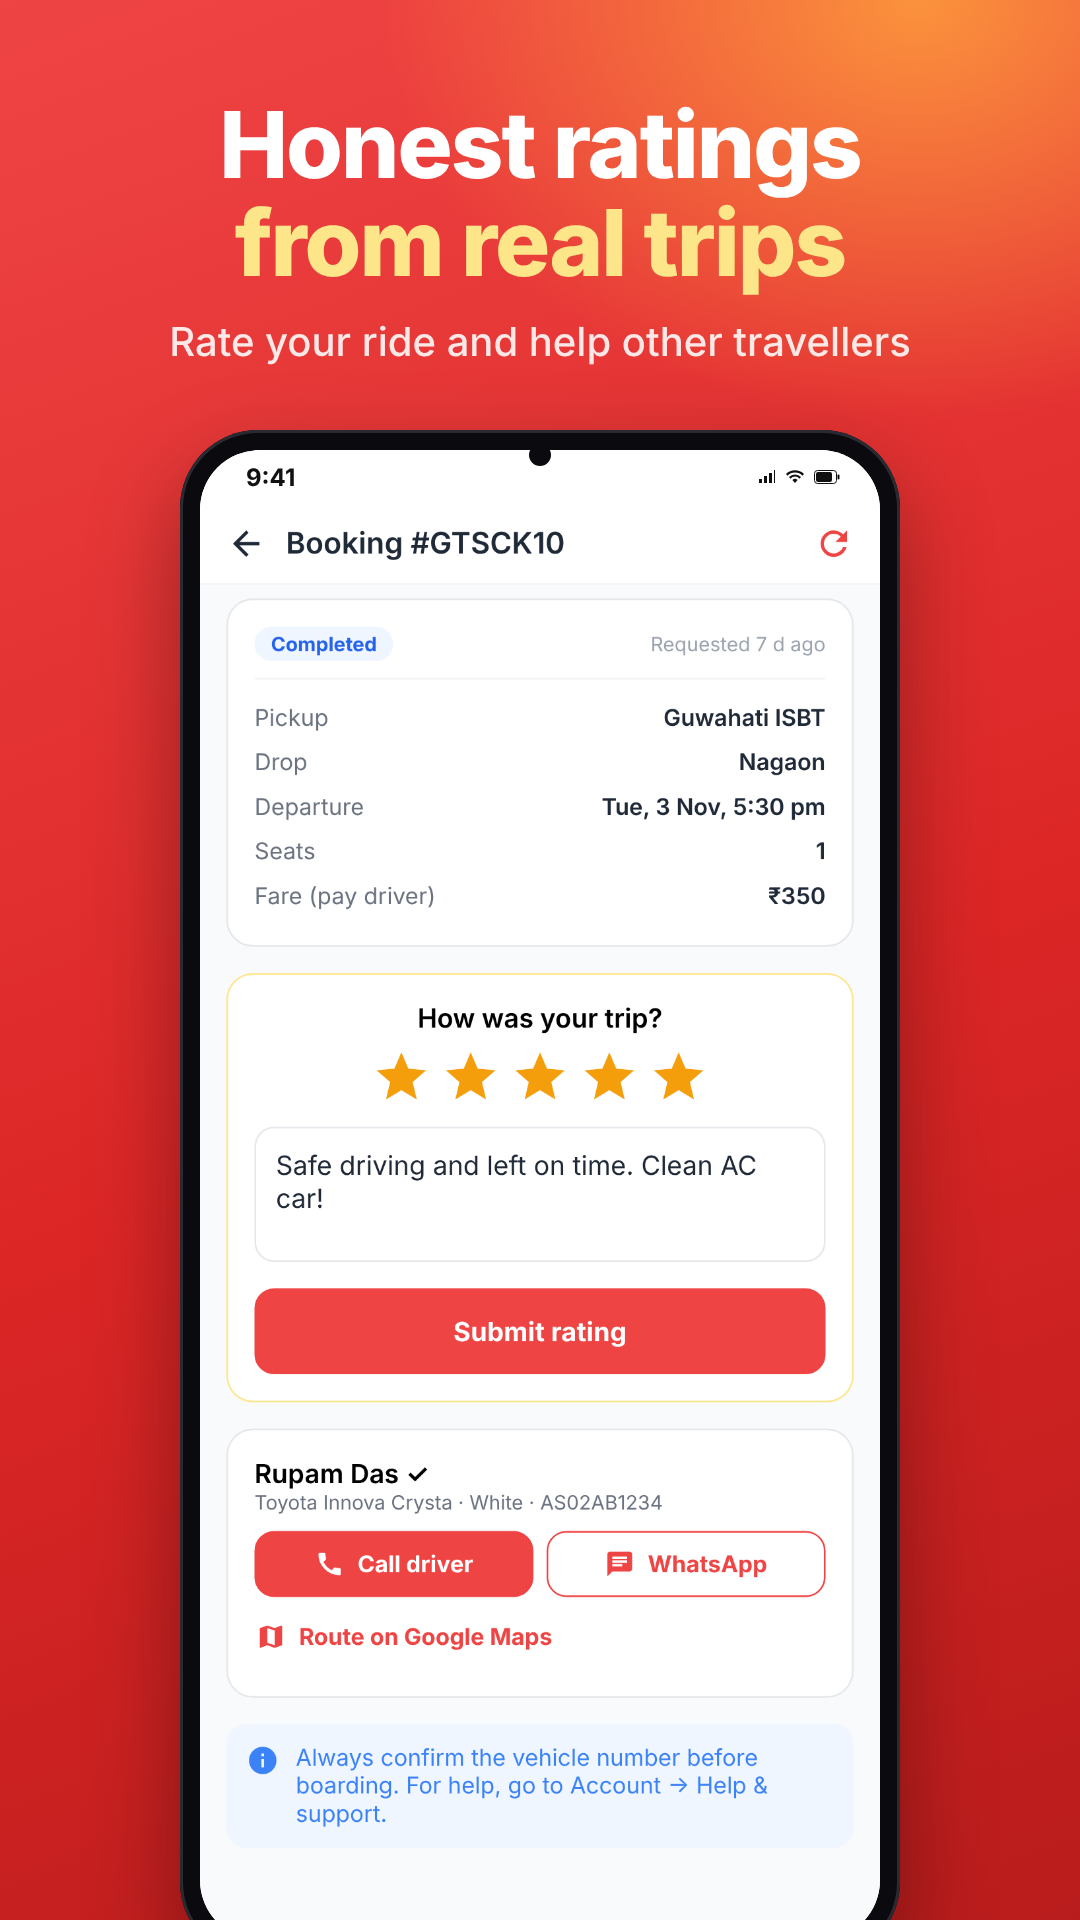 Honest ratings
from real trips
Rate your ride and help other travellers
9:41
Booking #GTSCK10
Completed
Requested 7 d ago
Pickup
Guwahati ISBT
Drop
Nagaon
Departure
Tue, 3 Nov, 5:30 pm
Seats
1
Fare (pay driver)
₹350
How was your trip?
Safe driving and left on time. Clean AC
car!
Submit rating
Rupam Das ✓
Toyota Innova Crysta · White · AS02AB1234
Call driver
WhatsApp
Route on Google Maps
Always confirm the vehicle number before
boarding. For help, go to Account → Help &
support.